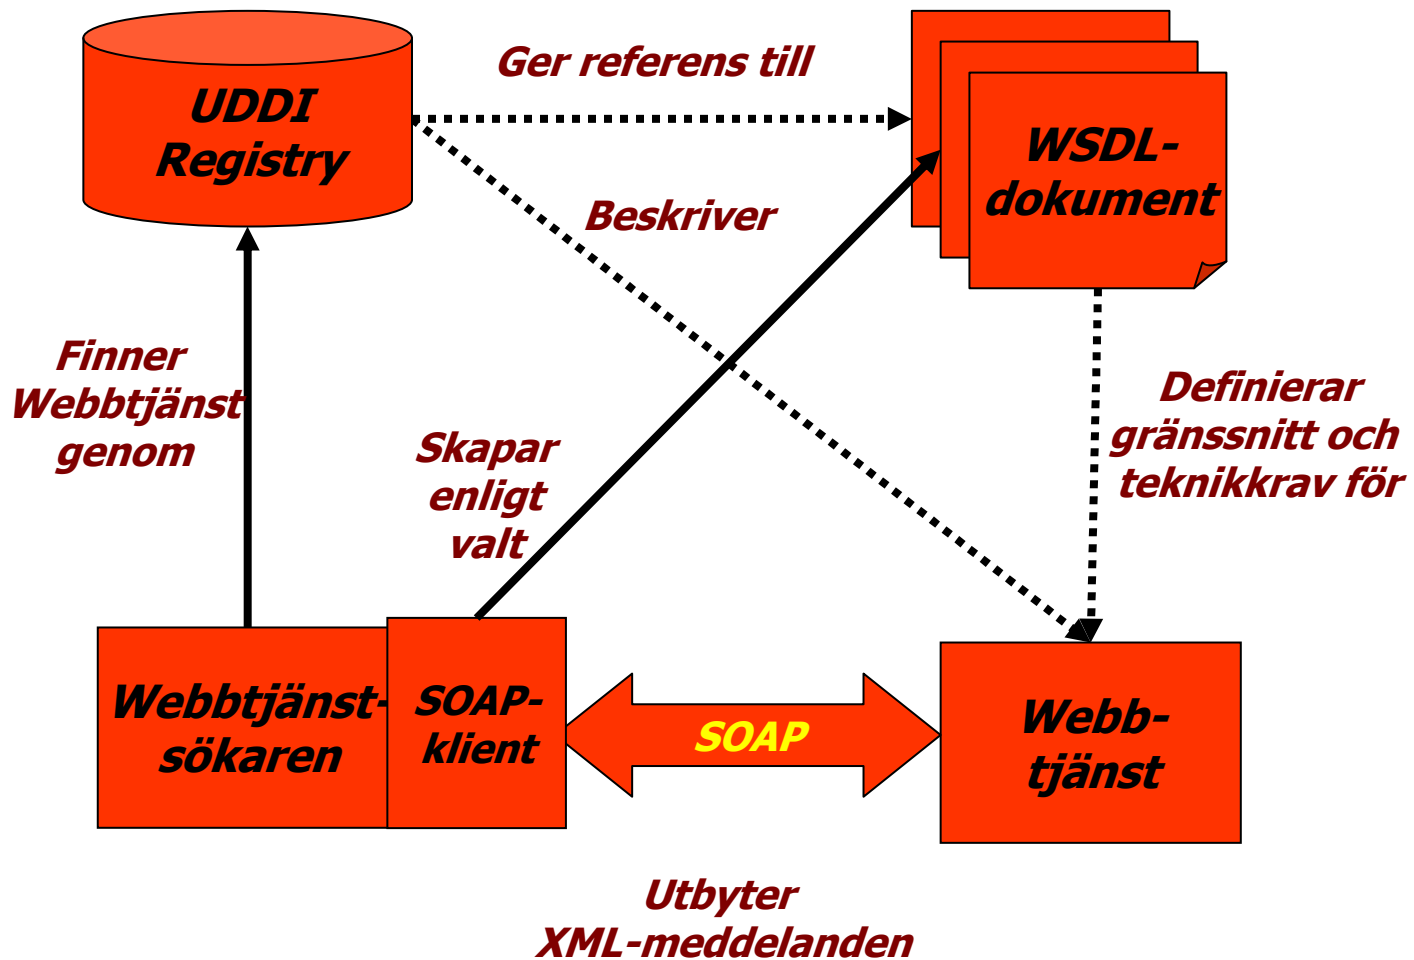 Ger referens till
UDDI
Registry
WSDL-
dokument
Beskriver
Finner
Webbtjänst
genom
Definierar
gränssnitt och
teknikkrav för
Skapar
enligt
valt
Webbtjänst-
sökaren
SOAP-
klient
SOAP
Webb-
tjänst
Utbyter
XML-meddelanden